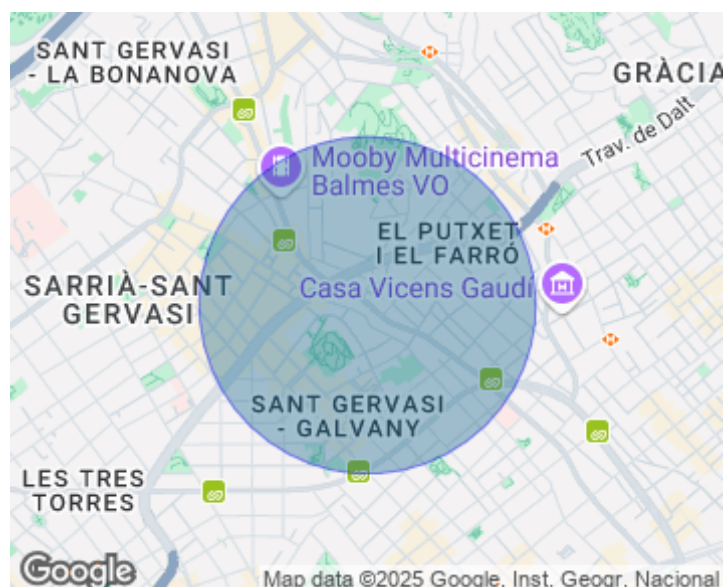 SANT GERVASI
- LA BONANOVA
GRÀCIA
Trav. de Dalt
Mooby Multicinema
Balmes VO
EL PUTXET
I EL FARRÓ
SARRIÀ-SANT
GERVASI
Casa Vicens Gaudí
SANT GERVASI
- GALVANY
LES TRES
TORRES
Google
Map data ©2025 Google, Inst. Geogr. Nacional